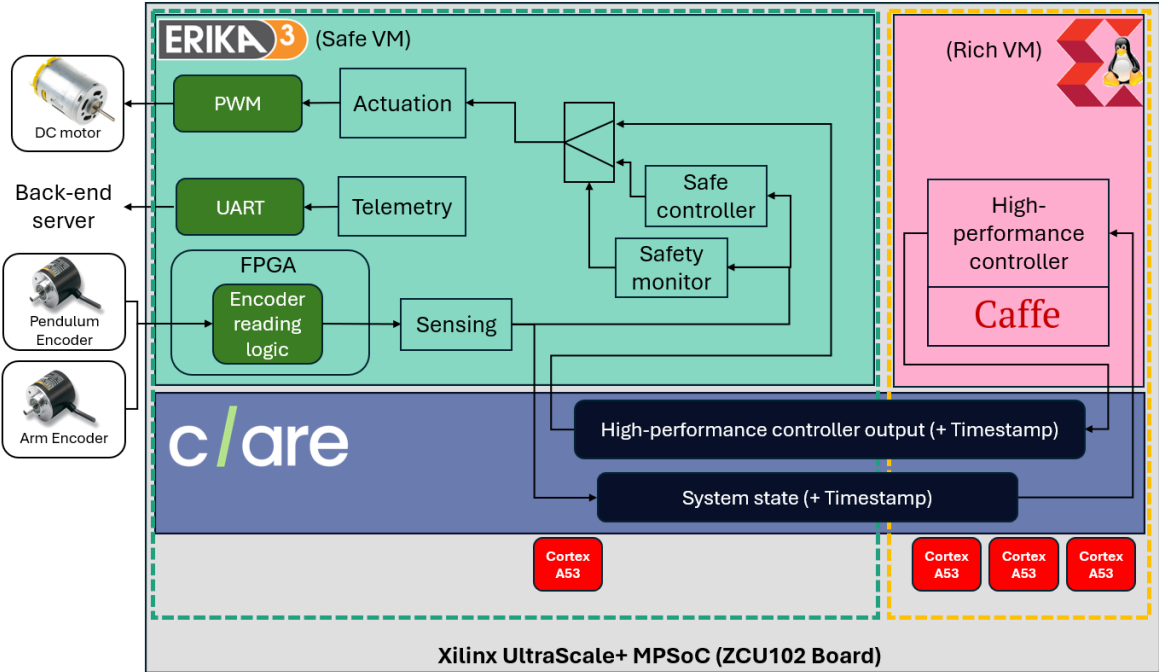 ERIKA 3 (Safe VM)
(Rich VM)
DC motor
PWM
Actuation
Back-end
server
UART
Telemetry
Safe
controller
Safety
monitor
High-
performance
controller
Caffe
FPGA
Encoder
reading
logic
Sensing
Pendulum
Encoder
Arm Encoder
c/are
High-performance controller output (+ Timestamp)
System state (+ Timestamp)
Cortex
A53
Cortex
A53
Cortex
A53
Cortex
A53
Xilinx UltraScale+ MPSoC (ZCU102 Board)